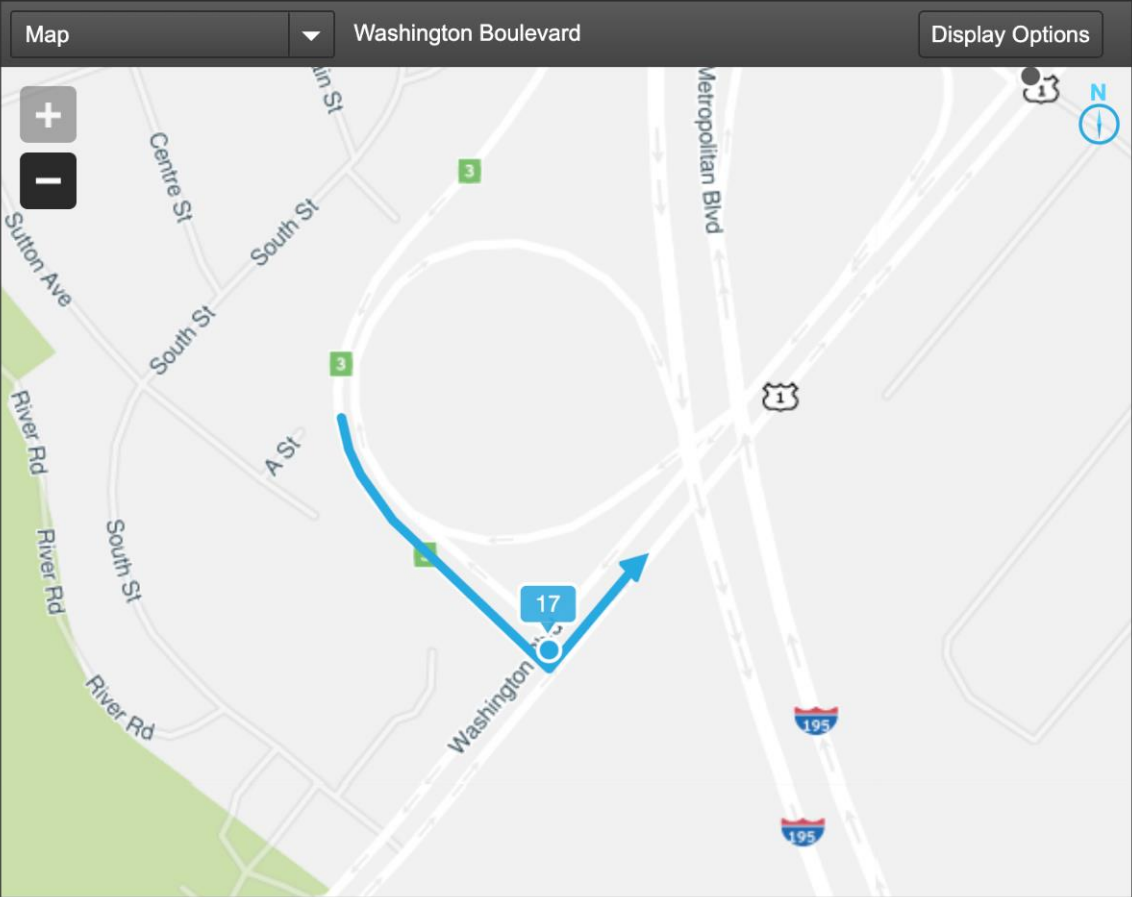 Map
Washington Boulevard
Display Options
+
−
N
Centre St
Metropolitan Blvd
1
3
South St
Sutton Ave
South St
3
1
River Rd
A St
South St
River Rd
17
Washington
River Rd
195
195